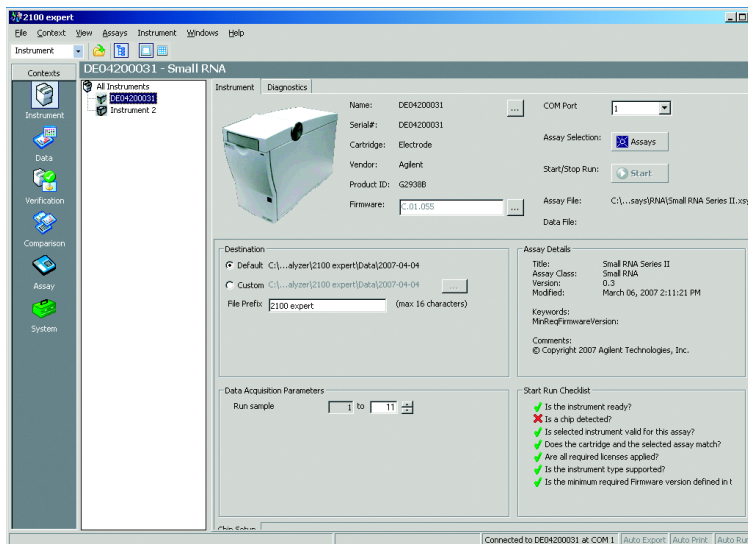 2100 expert
File Context View Assays Instrument Windows Help
Instrument
Contexts
Instrument
Data
Verification
Comparison
Assay
System
DE04200031 - Small RNA
All Instruments
DE04200031
Instrument 2
Instrument Diagnostics
Name: DE04200031 ...
Serial#: DE04200031
Cartridge: Electrode
Vendor: Agilent
Product ID: G2938B
Firmware: C.01.055 ...
COM Port 1
Assay Selection: Assays
Start/Stop Run: Start
Assay File: C:\...says\RNA\Small RNA Series II.xsy
Data File:
Destination
Default C:\...alyzer\2100 expert\Data\2007-04-04
Custom C:\...alyzer\2100 expert\Data\2007-04-04 ...
File Prefix 2100 expert (max 16 characters)
Assay Details
Title: Small RNA Series II
Assay Class: Small RNA
Version: 0.3
Modified: March 06, 2007 2:11:21 PM
Keywords:
MinReqFirmwareVersion:
Comments:
© Copyright 2007 Agilent Technologies, Inc.
Data Acquisition Parameters
Run sample 1 to 11
Start Run Checklist
Is the instrument ready?
Is a chip detected?
Is selected instrument valid for this assay?
Does the cartridge and the selected assay match?
Are all required licenses applied?
Is the instrument type supported?
Is the minimum required Firmware version defined in t
Chip Setup
Connected to DE04200031 at COM 1 Auto Export Auto Print Auto Run